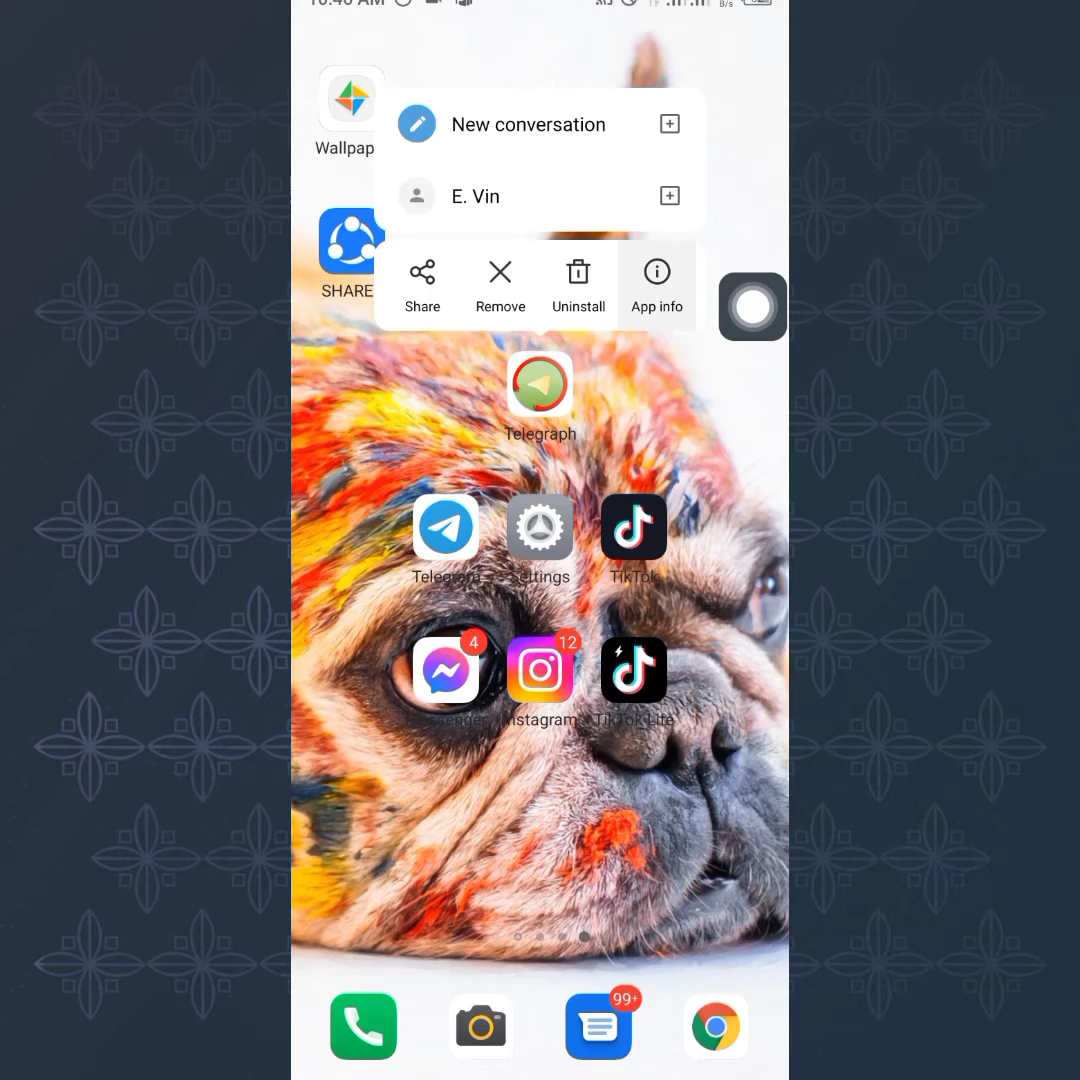 10:40 AM
B/s
New conversation
Wallpap
E. Vin
SHARE
Share Remove Uninstall App info
Telegraph
Telegram Settings TikTok
4 12
Messenger Instagram TikTok Lite
99+